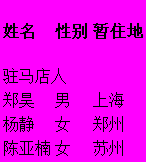 姓名 性别 暂住地
驻马店人
郑昊 男 上海
杨静 女 郑州
陈亚楠 女 苏州